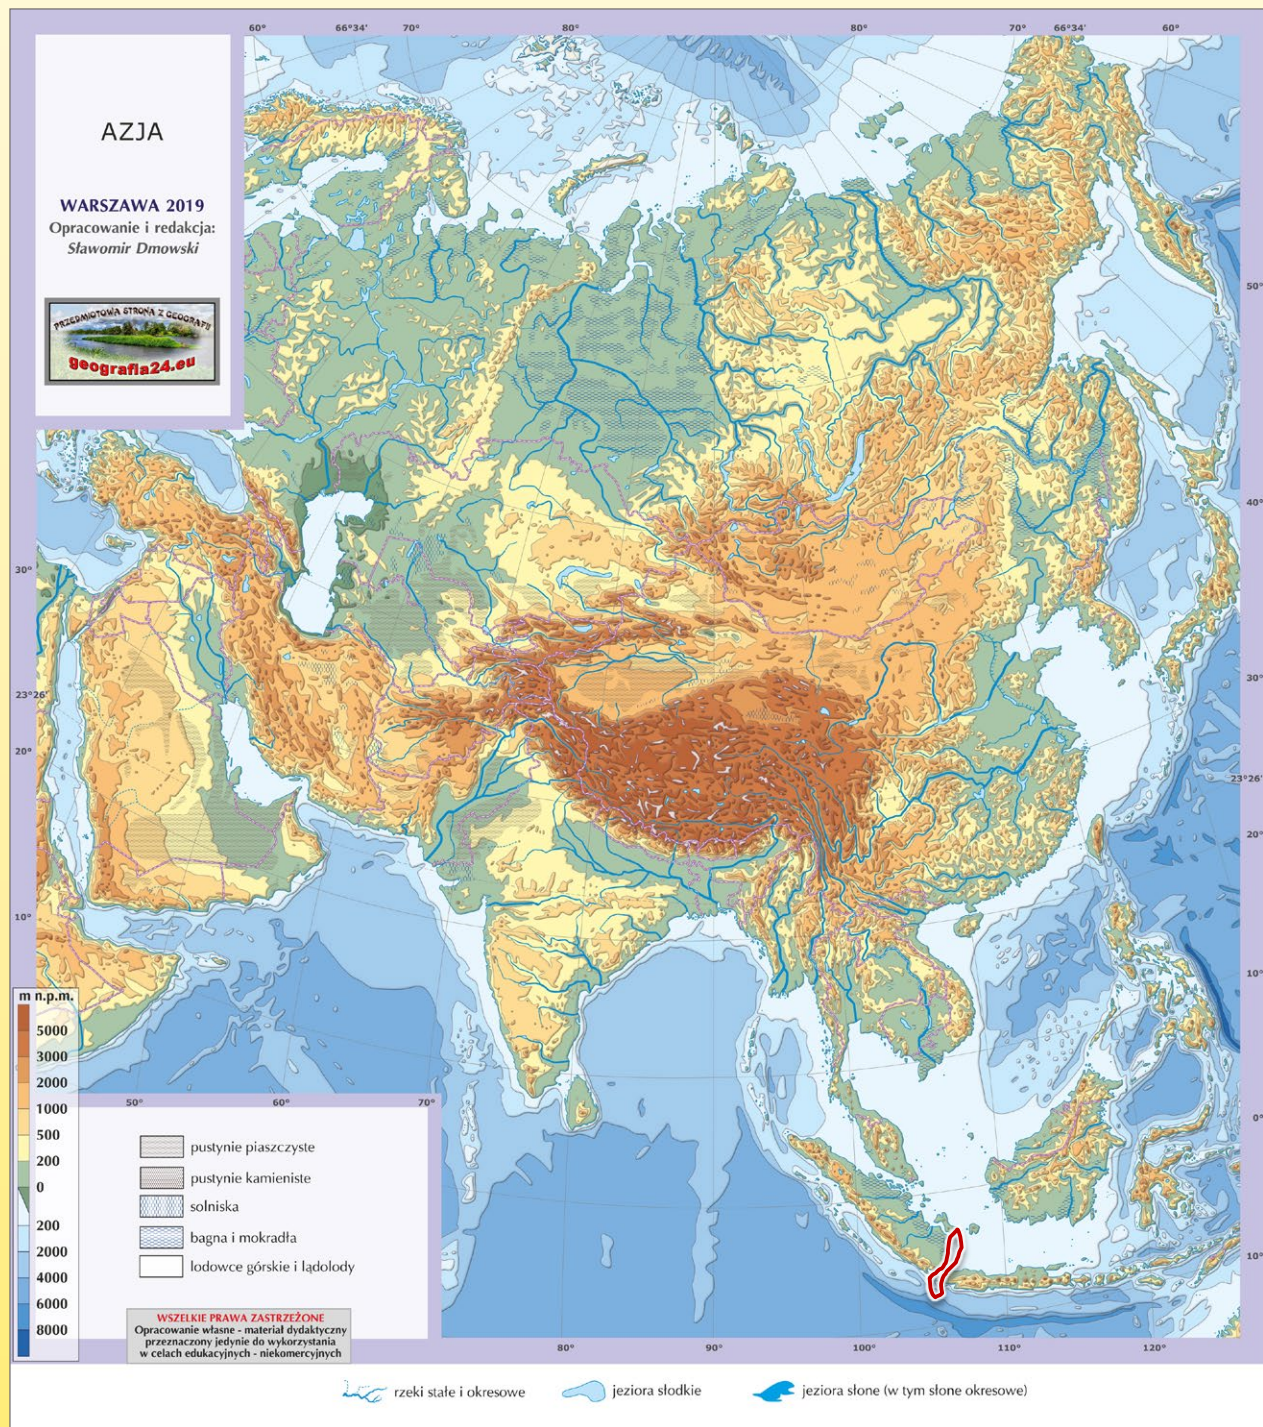 60° 66°34' 70° 80° 80° 70° 66°34' 60°
AZJA
WARSZAWA 2019
Opracowanie i redakcja:
Sławomir Dmowski
PRZEDMIOTOWA STRONA Z GEOGRAFII
geografia24.eu
50°
40°
30°
30°
23°26'
20°
23°26'
20°
10°
10°
m n.p.m.
5000
3000
2000
1000
500
200
0
200
2000
4000
6000
8000
50° 60° 70°
0°
10°
pustynie piaszczyste
pustynie kamieniste
solniska
bagna i mokradła
lodowce górskie i lądolody
WSZELKIE PRAWA ZASTRZEŻONE
Opracowanie własne - materiał dydaktyczny
przeznaczony jedynie do wykorzystania
w celach edukacyjnych - niekomercyjnych
80° 90° 100° 110° 120°
rzeki stałe i okresowe
jeziora słodkie
jeziora słone (w tym słone okresowe)